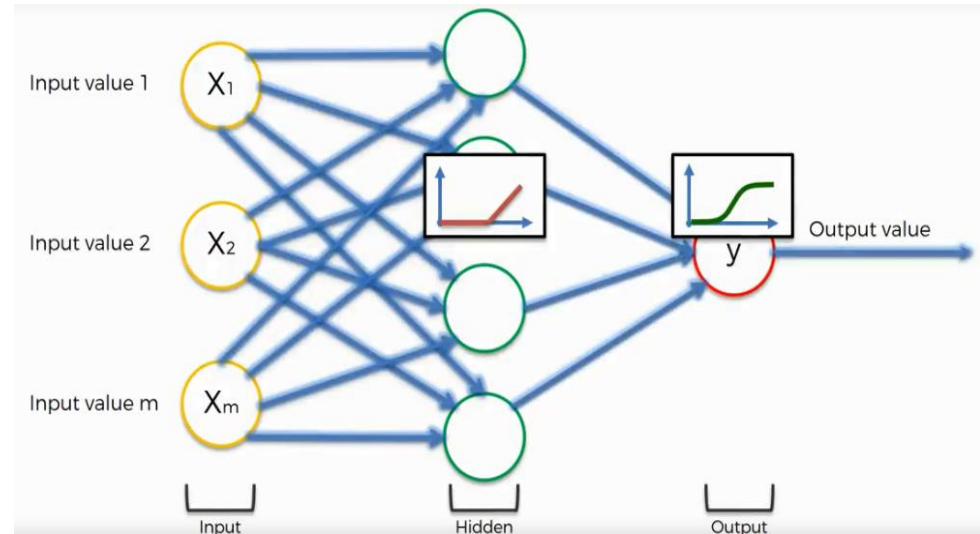 Input value 1
X1
Input value 2
X2
Input value m
Xm
y
Output value
Input
Hidden
Output